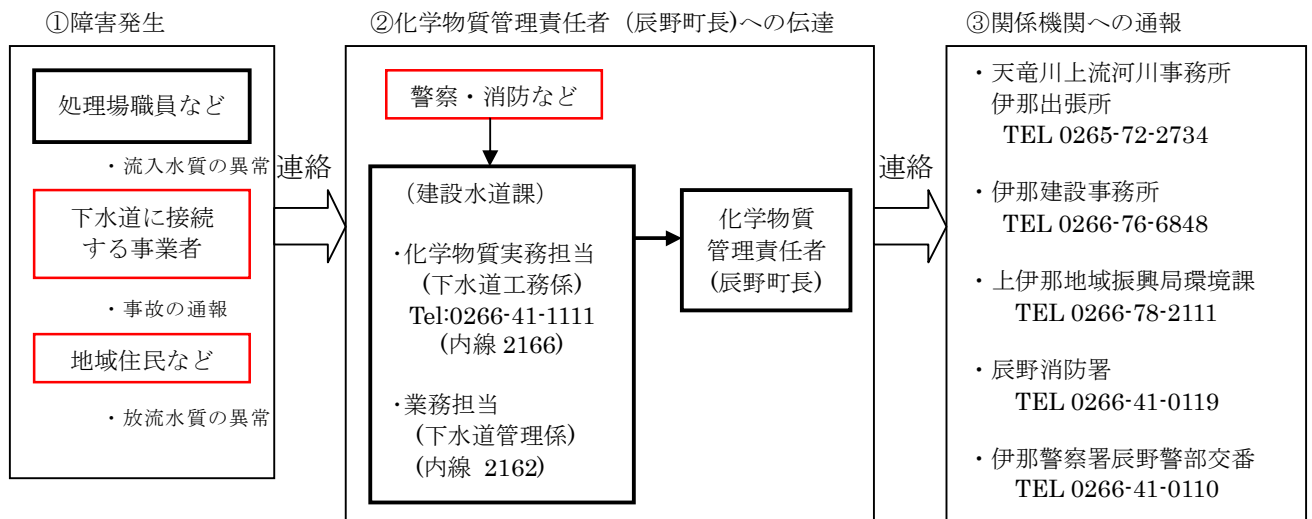 ①障害発生
処理場職員など
・流入水質の異常
下水道に接続
する事業者
・事故の通報
地域住民など
・放流水質の異常
連絡
②化学物質管理責任者 (辰野町長)への伝達
警察・消防など
(建設水道課)
・化学物質実務担当
(下水道工務係)
Tel:0266-41-1111
(内線 2166)
・業務担当
(下水道管理係)
(内線 2162)
化学物質
管理責任者
(辰野町長)
連絡
③関係機関への通報
・天竜川上流河川事務所
伊那出張所
TEL 0265-72-2734
・伊那建設事務所
TEL 0266-76-6848
・上伊那地域振興局環境課
TEL 0266-78-2111
・辰野消防署
TEL 0266-41-0119
・伊那警察署辰野警部交番
TEL 0266-41-0110